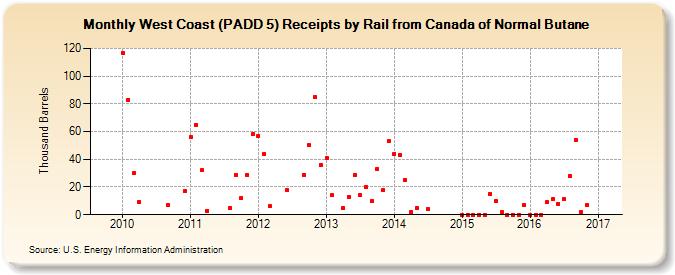 Monthly West Coast (PADD 5) Receipts by Rail from Canada of Normal Butane
Thousand Barrels
120
100
80
60
40
20
0
2010 2011 2012 2013 2014 2015 2016 2017
Source: U.S. Energy Information Administration